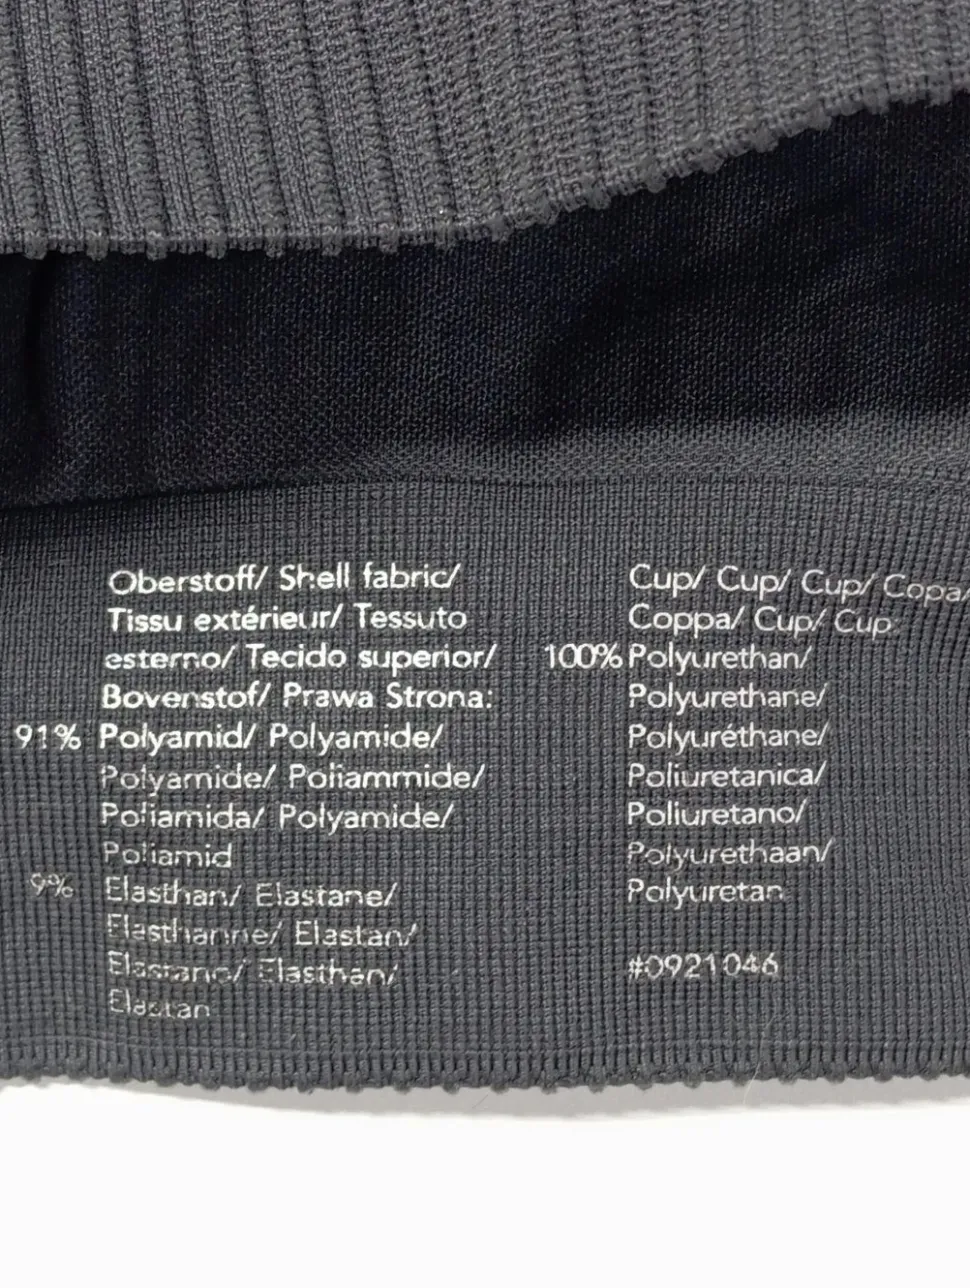 Oberstoff/ Shell fabric/
Tissu extérieur/ Tessuto
esterno/ Tecido superior/
Bovenstof/ Prawa Strona:
91% Polyamid/ Polyamide/
Polyamide/ Poliammide/
Poliamida/ Polyamide/
Poliamid
9% Elasthan/ Elastane/
Elasthanne/ Elastan/
Elastano/ Elasthan/
Elastan
Cup/ Cup/ Cup/ Copa/
Coppa/ Cup/ Cup:
100% Polyurethan/
Polyurethane/
Polyuréthane/
Poliuretanica/
Poliuretano/
Polyurethaan/
Polyuretan
#0921046